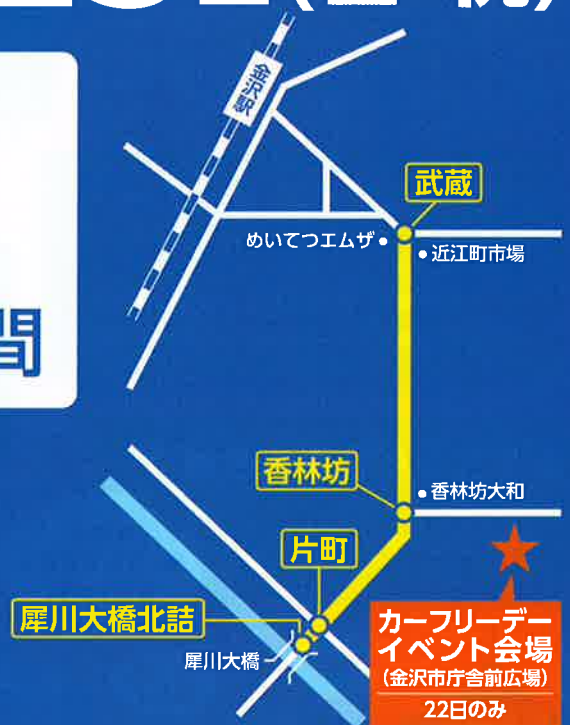 金沢駅
武蔵
めいてつエムザ
近江町市場
間
香林坊
香林坊大和
片町
犀川大橋北詰
犀川大橋
カーフリーデー
イベント会場
(金沢市庁舎前広場)
22日のみ